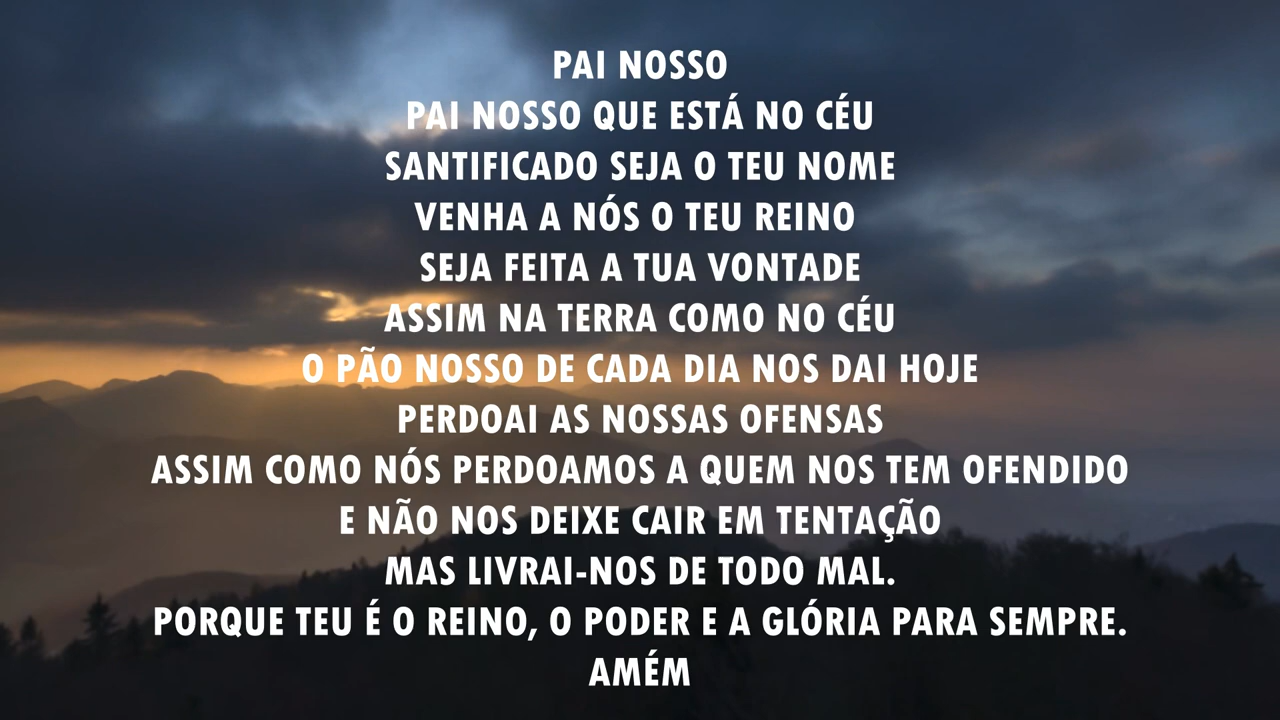 PAI NOSSO
PAI NOSSO QUE ESTÁ NO CÉU
SANTIFICADO SEJA O TEU NOME
VENHA A NÓS O TEU REINO
SEJA FEITA A TUA VONTADE
ASSIM NA TERRA COMO NO CÉU
O PÃO NOSSO DE CADA DIA NOS DAI HOJE
PERDOAI AS NOSSAS OFENSAS
ASSIM COMO NÓS PERDOAMOS A QUEM NOS TEM OFENDIDO
E NÃO NOS DEIXE CAIR EM TENTAÇÃO
MAS LIVRAI-NOS DE TODO MAL.
PORQUE TEU É O REINO, O PODER E A GLÓRIA PARA SEMPRE.
AMÉM